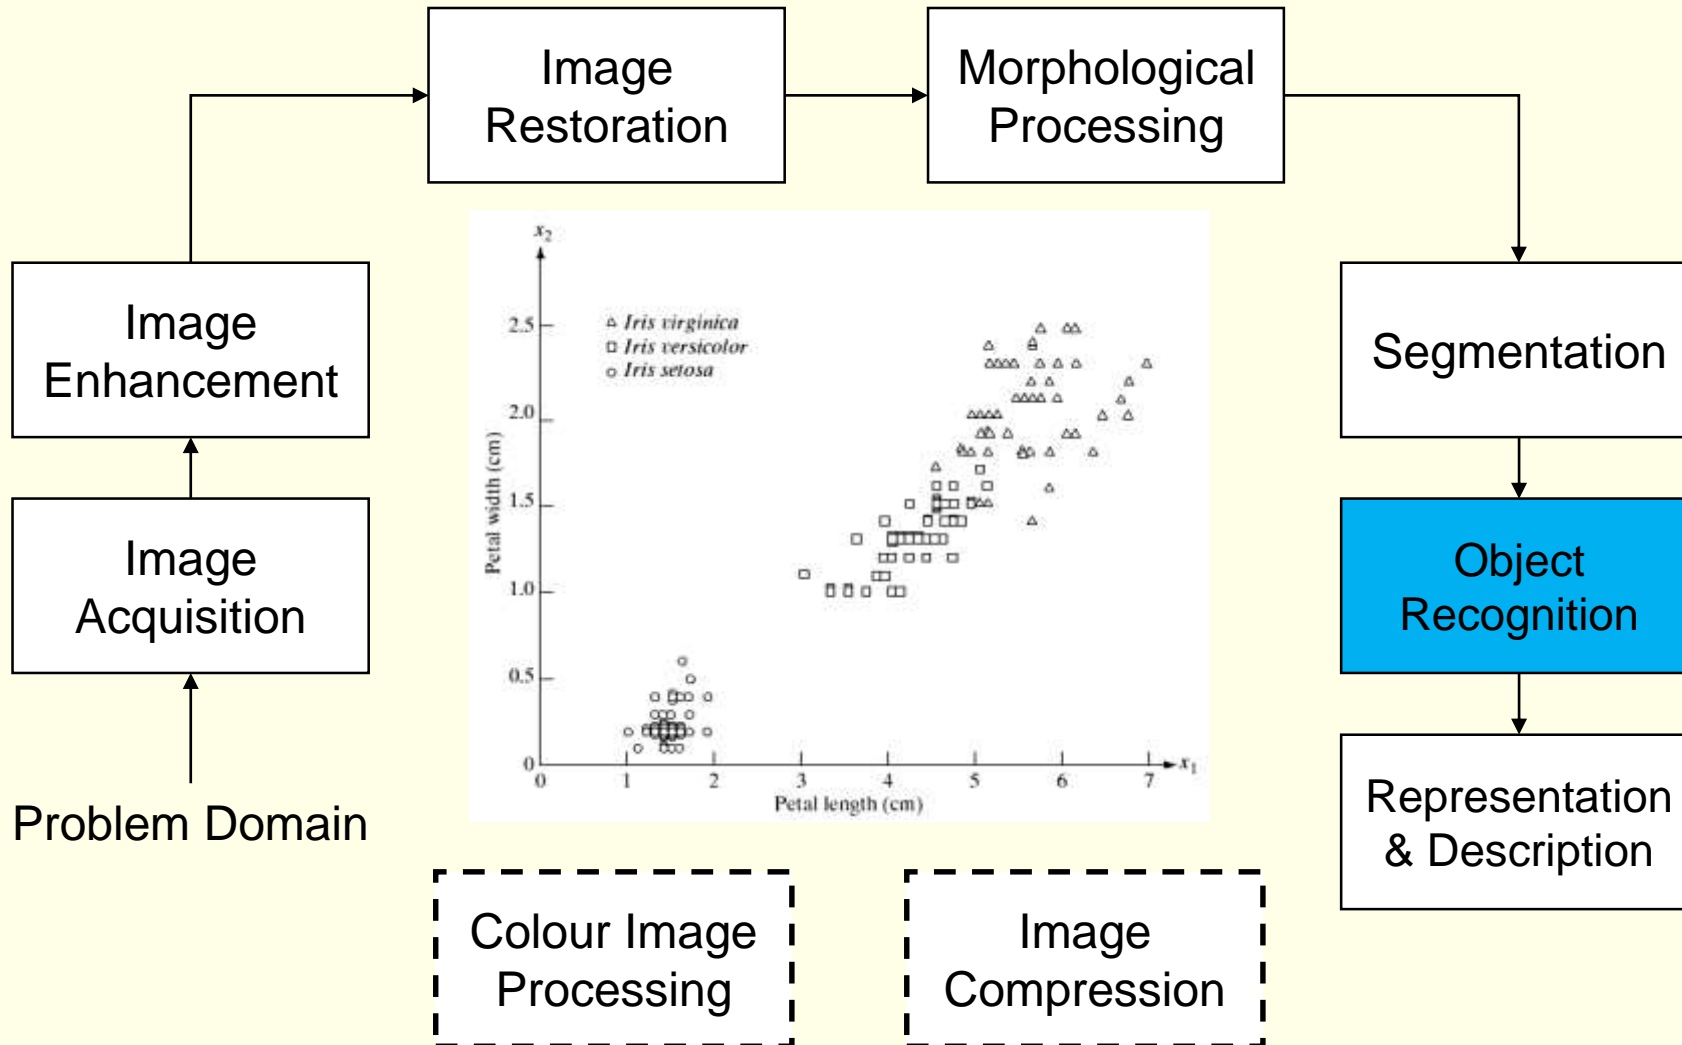 Image
Restoration
Morphological
Processing
Image
Enhancement
Segmentation
Image
Acquisition
Object
Recognition
Problem Domain
Representation
& Description
x2
2.5
2.0
1.5
1.0
0.5
0
Petal width (cm)
△ Iris virginica
□ Iris versicolor
○ Iris setosa
0 1 2 3 4 5 6 7
x1
Petal length (cm)
Colour Image
Processing
Image
Compression